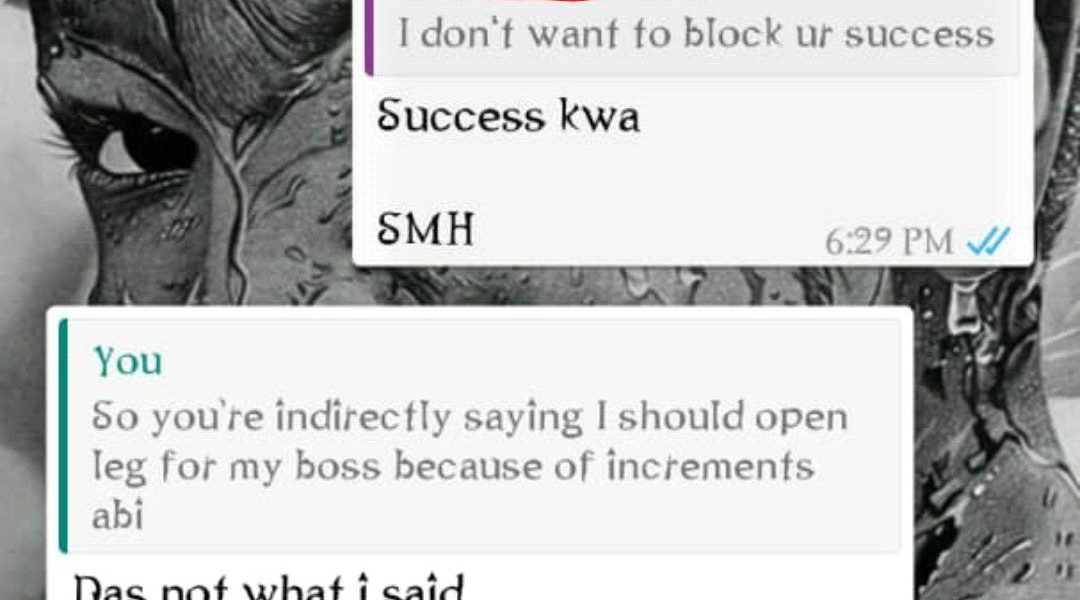 I don't want to block ur success
Success kwa
SMH
6:29 PM
You
So you're indirectly saying I should open
leg for my boss because of increments
abi
Das not what i said